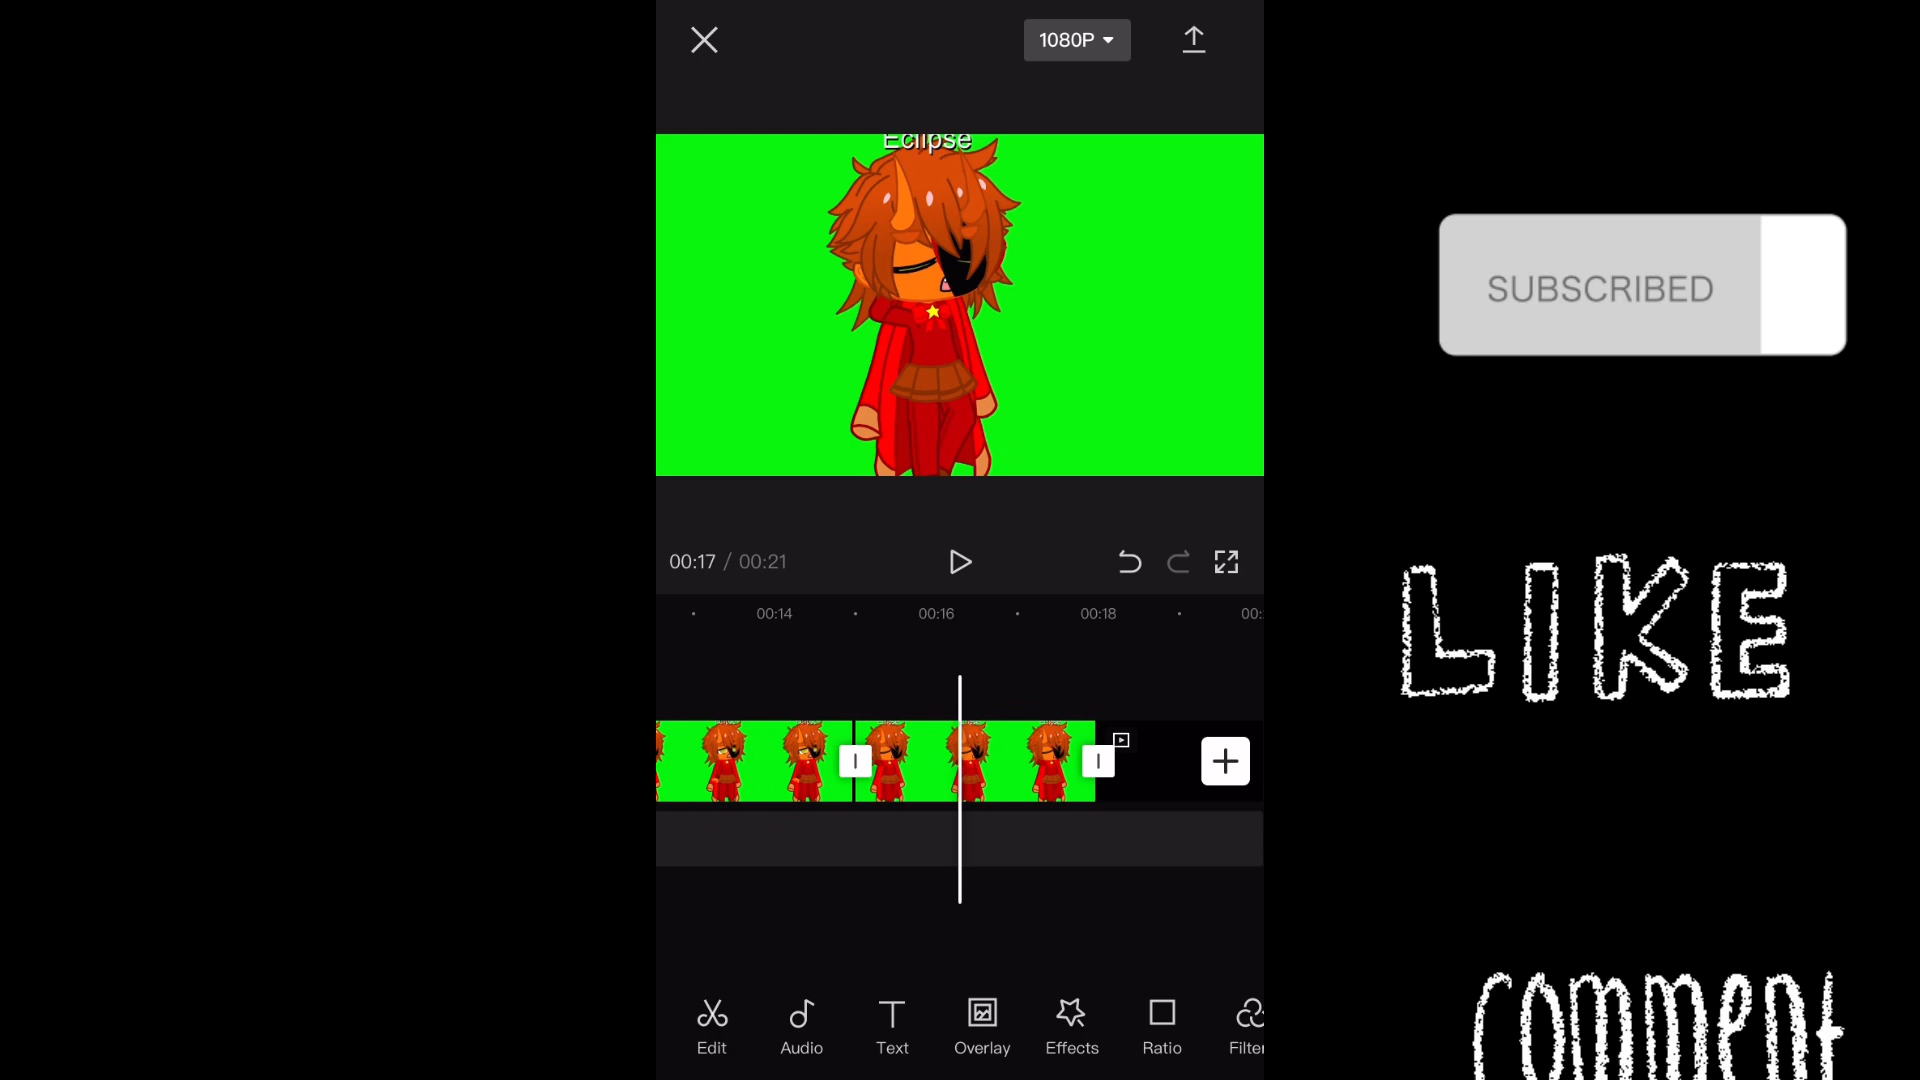 1080P
Eclipse
SUBSCRIBED
00:17 / 00:21
00:14 00:16 00:18 00:
LIKE
Edit Audio Text Overlay Effects Ratio Filter
comment